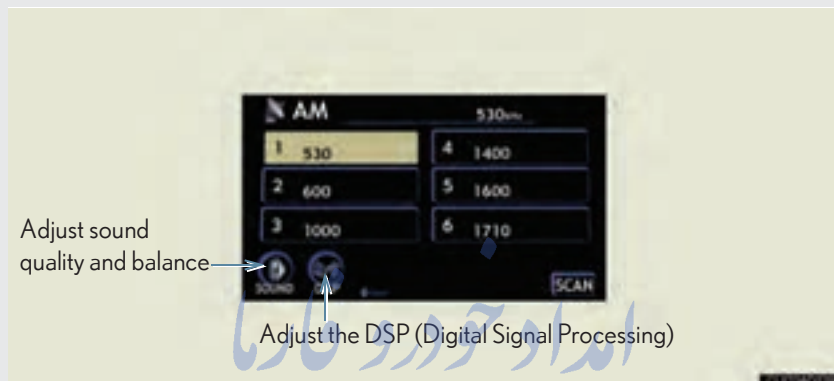 AM 530kHz
1 530 4 1400
2 600 5 1600
3 1000 6 1710
Adjust sound
quality and balance
SOUND SCAN
Adjust the DSP (Digital Signal Processing)
امداد خودرو فارما